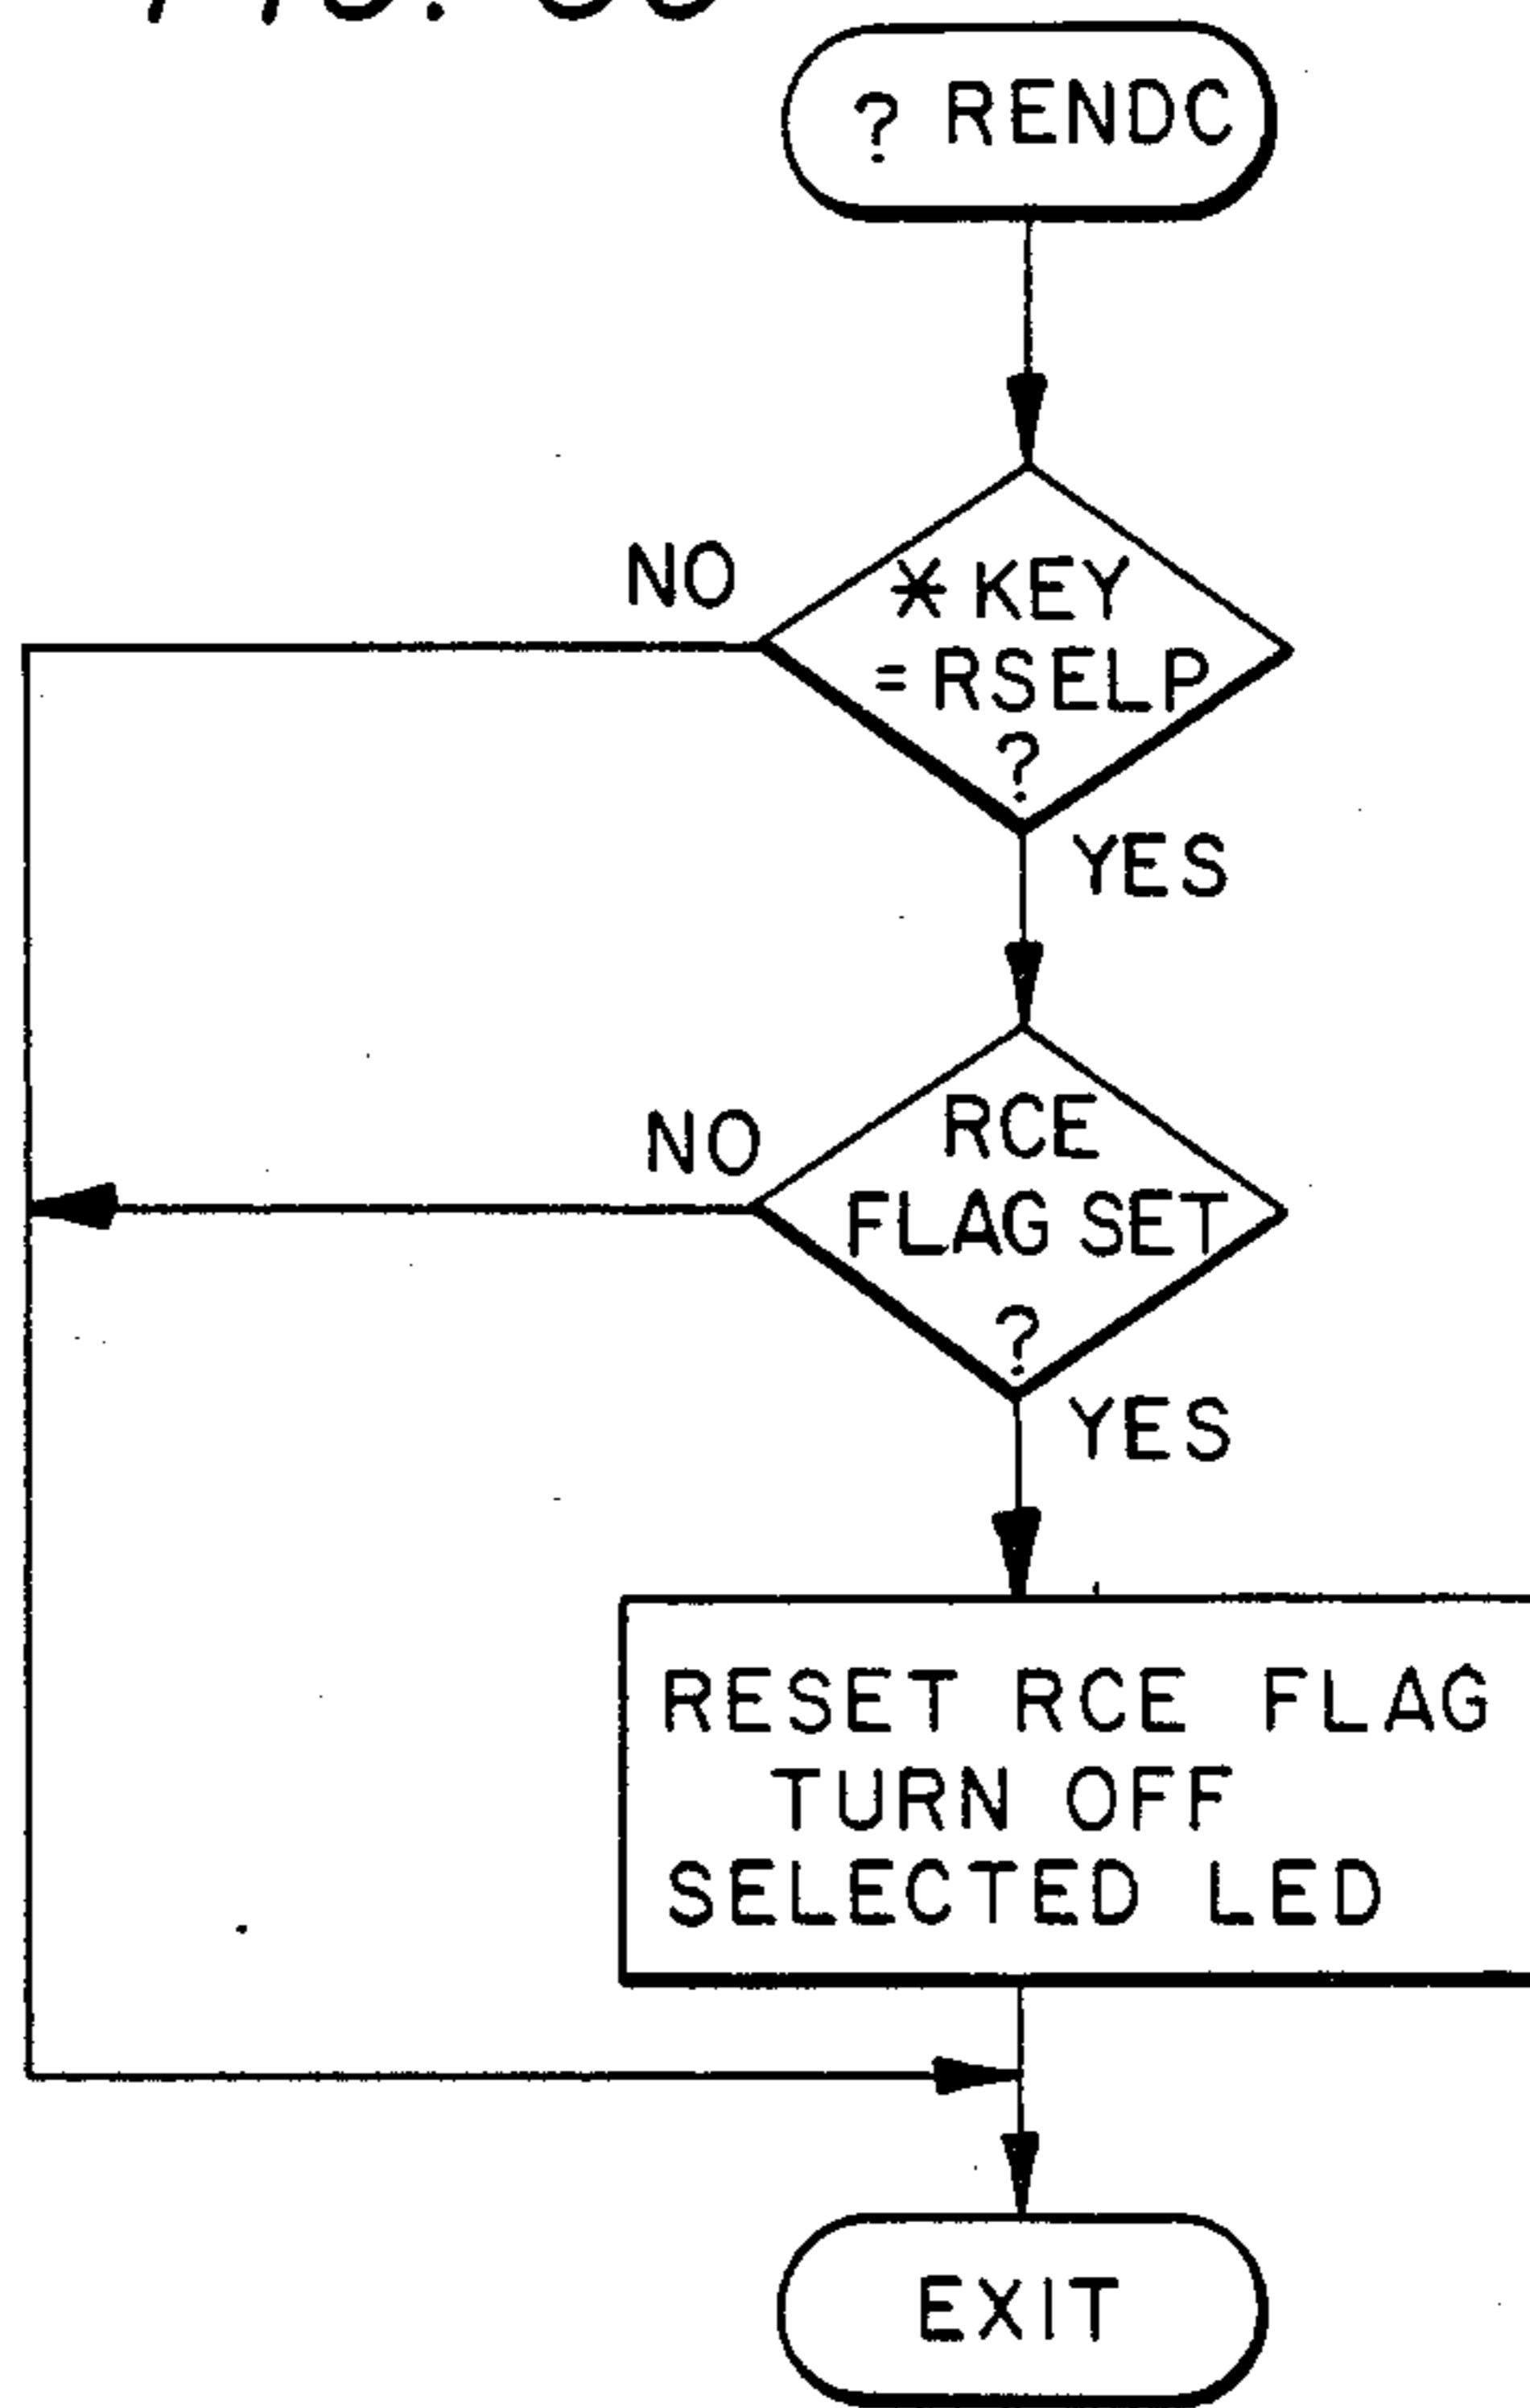 ? RENDC
NO
* KEY
= RSELP
?
YES
NO
RCE
FLAG SET
?
YES
RESET RCE FLAG
TURN OFF
SELECTED LED
EXIT